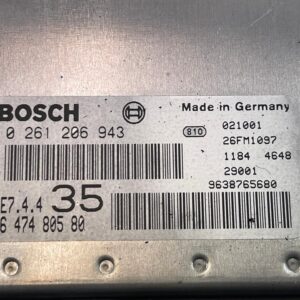 BOSCH
Made in Germany
0 261 206 943
810
021001
26FM1097
1184 4648
29001
9638765680
E7.4.4 35
6 474 805 80